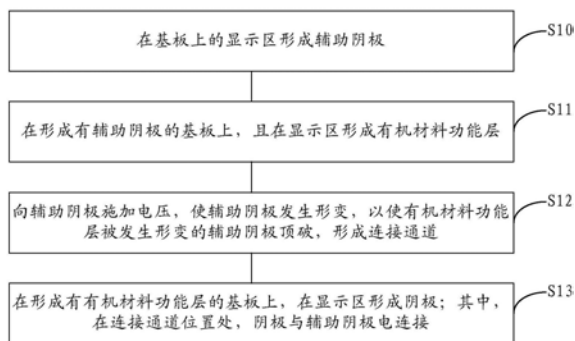 在基板上的显示区形成辅助阴极
S10
在形成有辅助阴极的基板上，且在显示区形成有机材料功能层
S11
向辅助阴极施加电压，使辅助阴极发生形变，以使有机材料功能
层被发生形变的辅助阴极顶破，形成连接通道
S12
在形成有有机材料功能层的基板上，在显示区形成阴极；其中，
在连接通道位置处，阴极与辅助阴极电连接
S13